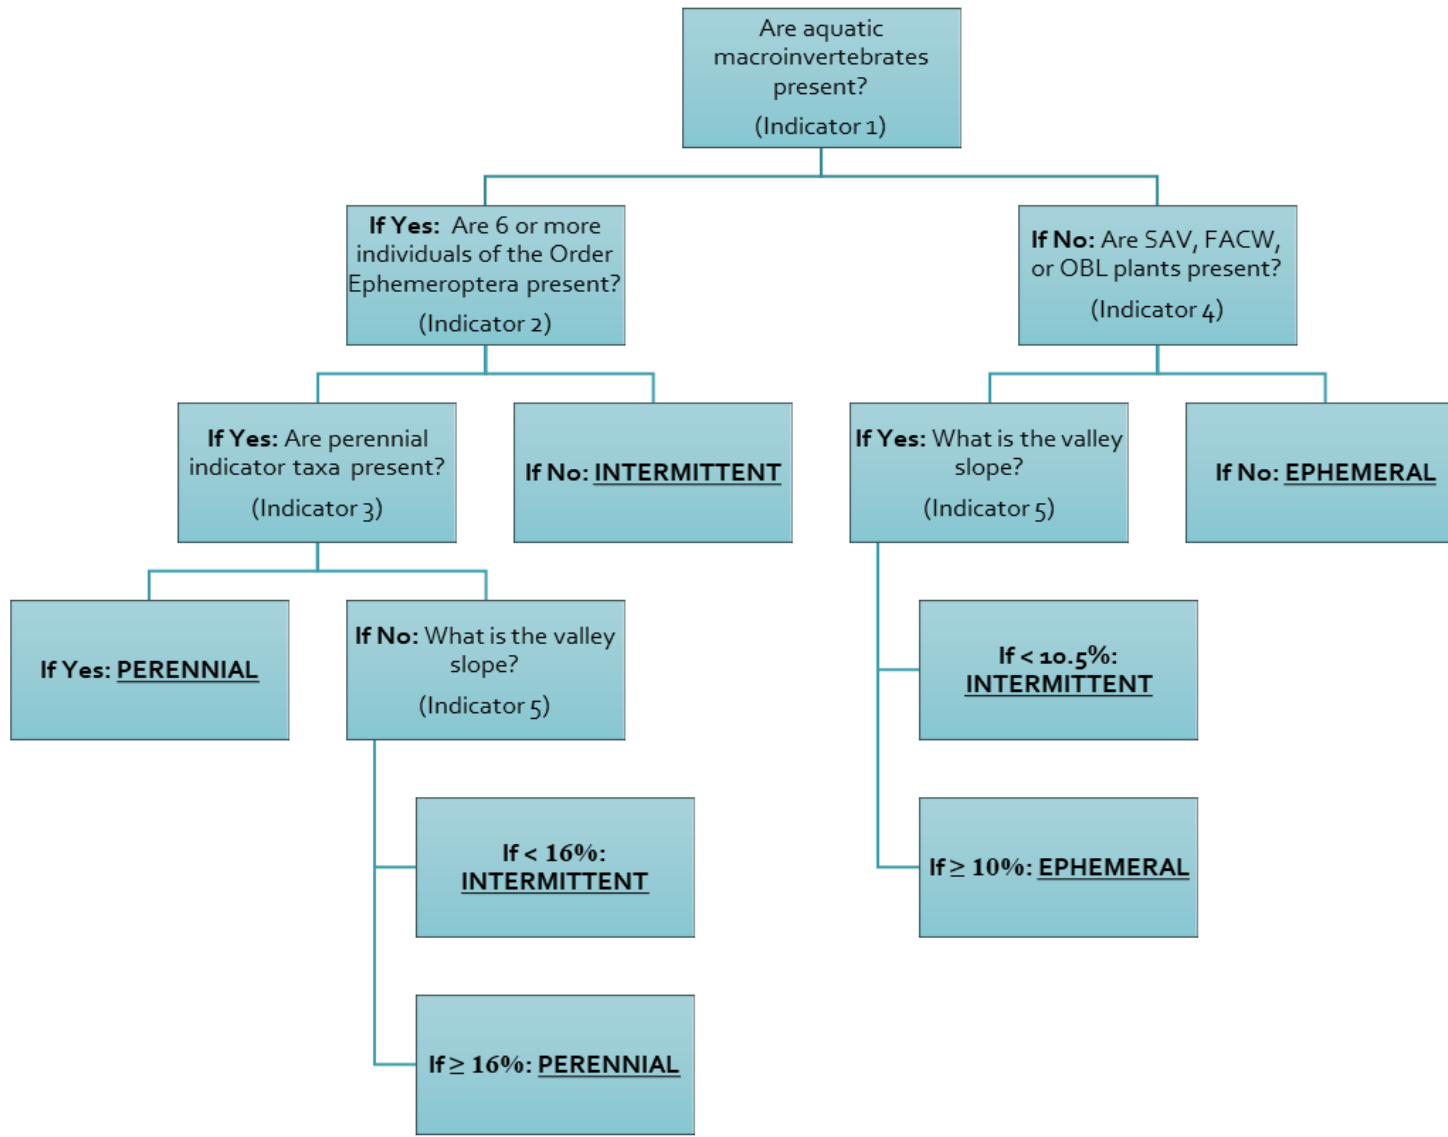 Are aquatic
macroinvertebrates
present?
(Indicator 1)
If Yes: Are 6 or more
individuals of the Order
Ephemeroptera present?
(Indicator 2)
If No: Are SAV, FACW,
or OBL plants present?
(Indicator 4)
If Yes: Are perennial
indicator taxa present?
(Indicator 3)
If No: INTERMITTENT
If Yes: What is the valley
slope?
(Indicator 5)
If No: EPHEMERAL
If Yes: PERENNIAL
If No: What is the valley
slope?
(Indicator 5)
If < 10.5%:
INTERMITTENT
If < 16%:
INTERMITTENT
If ≥ 10%: EPHEMERAL
If ≥ 16%: PERENNIAL